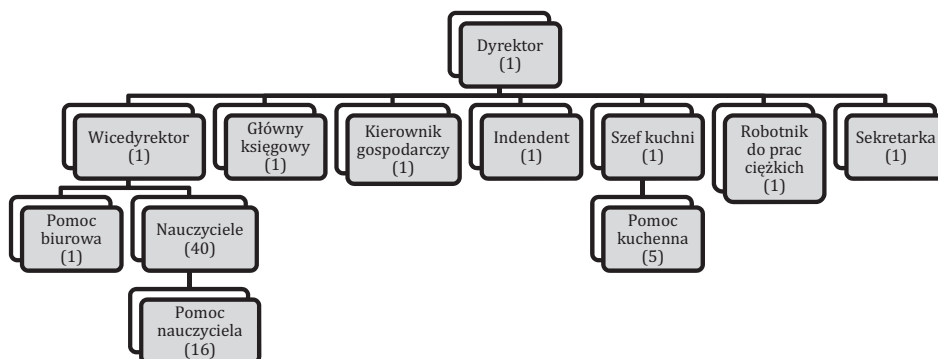 Dyrektor
(1)
Wicedyrektor
(1)
Główny
księgowy
(1)
Kierownik
gospodarczy
(1)
Indendent
(1)
Szef kuchni
(1)
Robotnik
do prac
ciężkich
(1)
Sekretarka
(1)
Pomoc
biurowa
(1)
Nauczyciele
(40)
Pomoc
kuchenna
(5)
Pomoc
nauczyciela
(16)